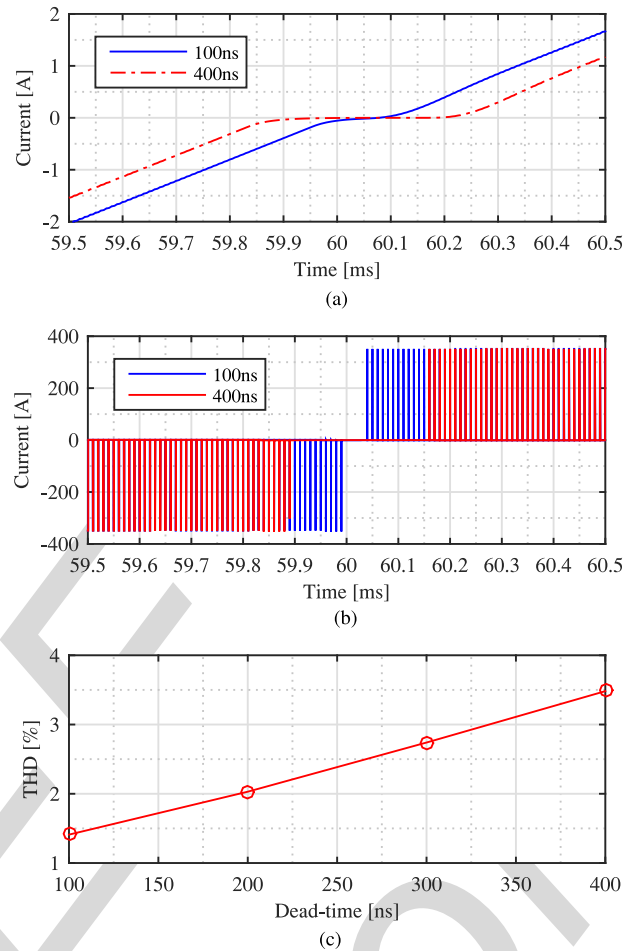 2
1
0
-1
-2
Current [A]
100ns
400ns
59.5 59.6 59.7 59.8 59.9 60 60.1 60.2 60.3 60.4 60.5
Time [ms]
(a)
400
200
0
-200
-400
Current [A]
100ns
400ns
59.5 59.6 59.7 59.8 59.9 60 60.1 60.2 60.3 60.4 60.5
Time [ms]
(b)
4
3
2
1
THD [%]
100 150 200 250 300 350 400
Dead-time [ns]
(c)